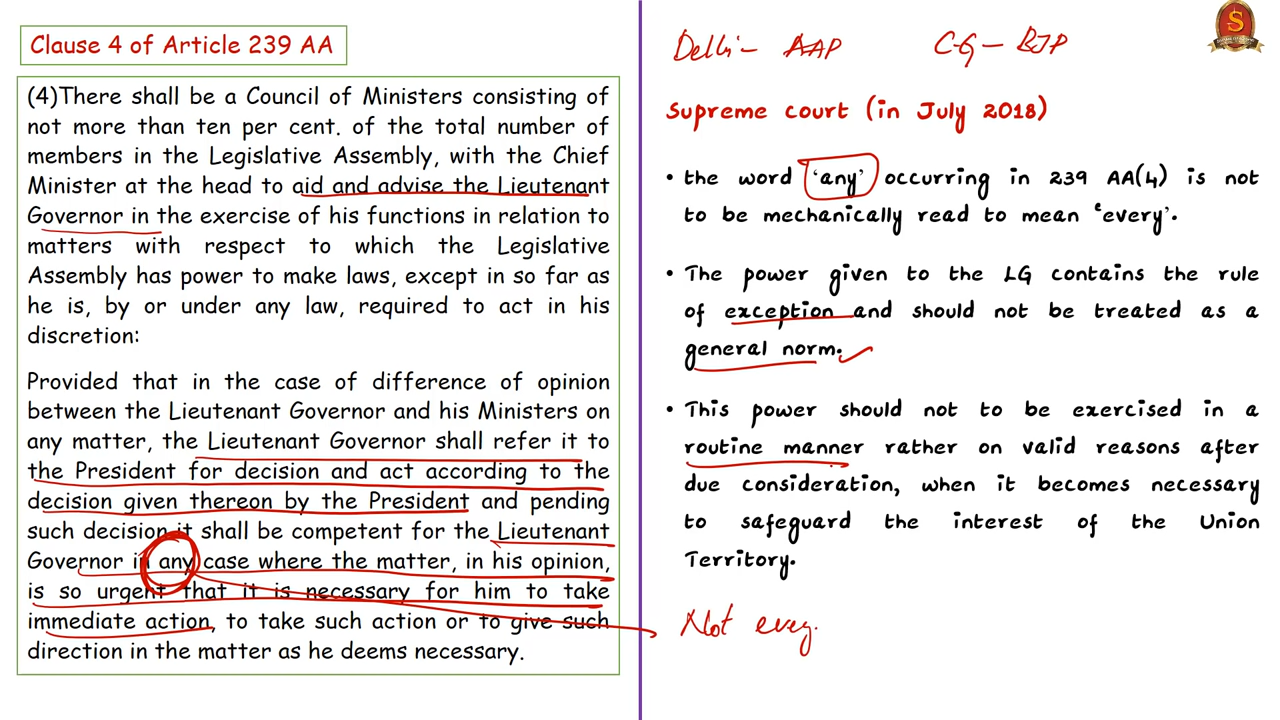 Clause 4 of Article 239 AA
(4)There shall be a Council of Ministers consisting of
not more than ten per cent. of the total number of
members in the Legislative Assembly, with the Chief
Minister at the head to aid and advise the Lieutenant
Governor in the exercise of his functions in relation to
matters with respect to which the Legislative
Assembly has power to make laws, except in so far as
he is, by or under any law, required to act in his
discretion:
Provided that in the case of difference of opinion
between the Lieutenant Governor and his Ministers on
any matter, the Lieutenant Governor shall refer it to
the President for decision and act according to the
decision given thereon by the President and pending
such decision it shall be competent for the Lieutenant
Governor in any case where the matter, in his opinion,
is so urgent that it is necessary for him to take
immediate action, to take such action or to give such
direction in the matter as he deems necessary.
Delhi - AAP CG - BJP
Supreme court (in July 2018)
• the word 'any' occurring in 239 AA(4) is not
to be mechanically read to mean 'every'.
• The power given to the LG contains the rule
of exception and should not be treated as a
general norm.
• This power should not to be exercised in a
routine manner rather on valid reasons after
due consideration, when it becomes necessary
to safeguard the interest of the Union
Territory.
Not
S